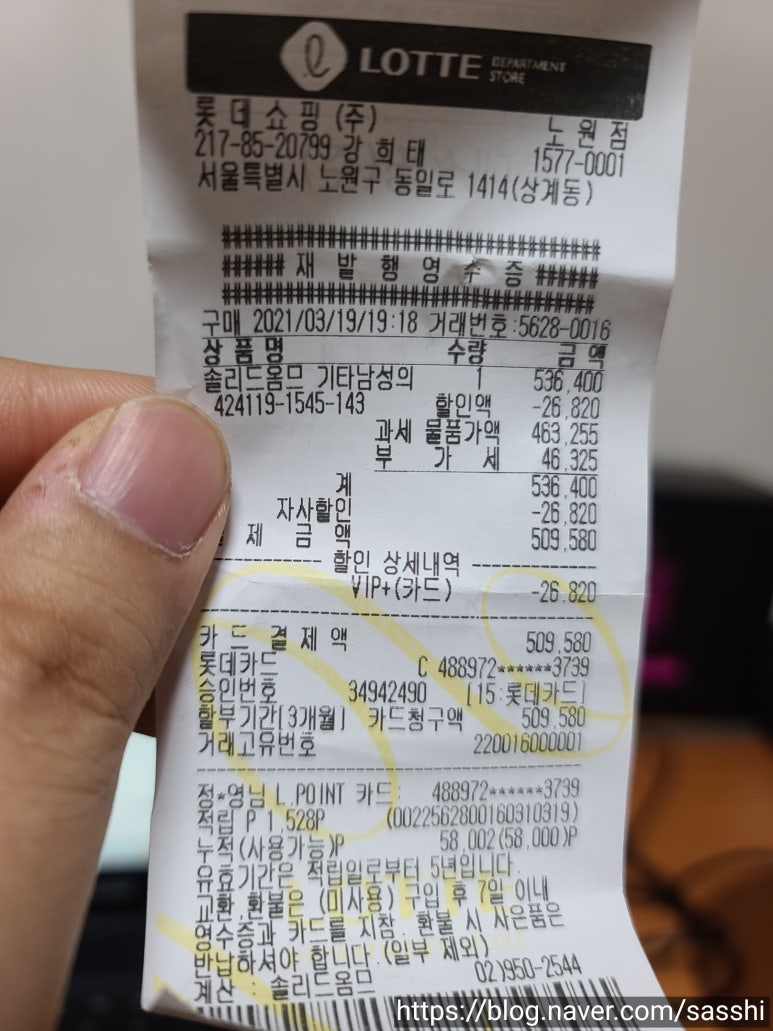 LOTTE DEPARTMENT STORE
롯데쇼핑(주) 노원점
217-85-20799 강희태 1577-0001
서울특별시 노원구 동일로 1414(상계동)
######################################
###### 재 발 행 영 수 증 ######
######################################
구매 2021/03/19/19:18 거래번호:5628-0016
상품명 수량 금액
솔리드옴므 기타남성의 1 536,400
424119-1545-143 할인액 -26,820
과세 물품가액 463,255
부 가 세 46,325
계 536,400
자사할인 -26,820
제 금 액 509,580
할인 상세내역
VIP+(카드) -26,820
카드결제액 509,580
롯데카드 C 488972******3739
승인번호 34942490 [15:롯데카드]
할부기간[3개월] 카드청구액 509,580
거래고유번호 220016000001
정*영님 L.POINT 카드: 488972******3739
적립 P 1,528P (0022562800160310319)
누적(사용가능)P 58,002(58,000)P
유효기간은 적립일로부터 5년입니다.
교환,환불은 (미사용) 구입 후 7일 이내
영수증과 카드를 지참. 환불 시 사은품은
반납하셔야 합니다.(일부 제외)
계산 : 솔리드옴므 02)950-2544
https://blog.naver.com/sasshi